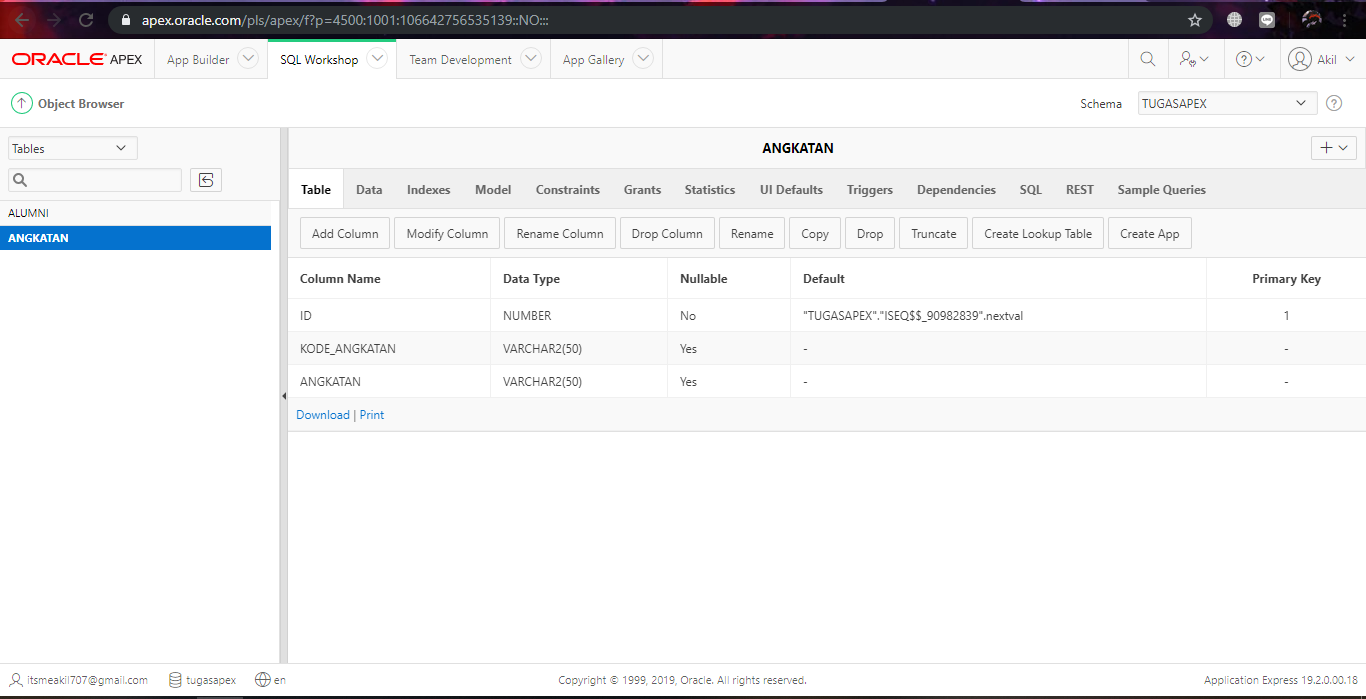 apex.oracle.com/pls/apex/f?p=4500:1001:106642756535139::NO:::
ORACLE APEX App Builder SQL Workshop Team Development App Gallery Akil
Object Browser Schema TUGASAPEX
Tables
ANGKATAN
Table Data Indexes Model Constraints Grants Statistics UI Defaults Triggers Dependencies SQL REST Sample Queries
ALUMNI
ANGKATAN
Add Column Modify Column Rename Column Drop Column Rename Copy Drop Truncate Create Lookup Table Create App
Column Name Data Type Nullable Default Primary Key
ID NUMBER No "TUGASAPEX"."ISEQ$$_90982839".nextval 1
KODE_ANGKATAN VARCHAR2(50) Yes - -
ANGKATAN VARCHAR2(50) Yes - -
Download | Print
itsmeakil707@gmail.com tugasapex en Copyright © 1999, 2019, Oracle. All rights reserved. Application Express 19.2.0.00.18